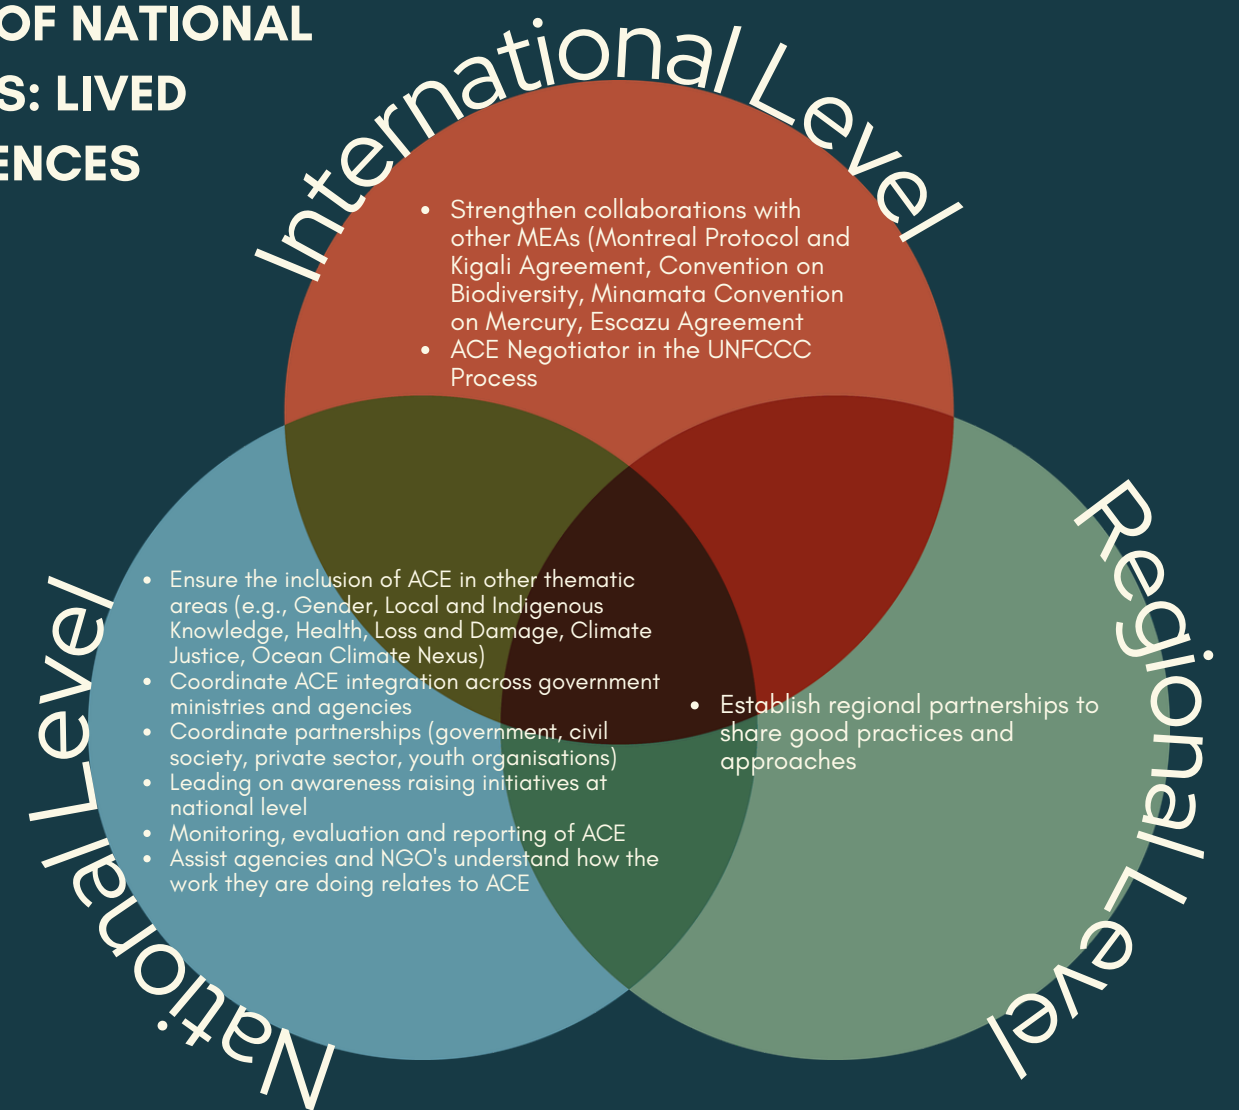 OF NATIONAL
S: LIVED
ENCES
International Level
• Strengthen collaborations with
other MEAs (Montreal Protocol and
Kigali Agreement, Convention on
Biodiversity, Minamata Convention
on Mercury, Escazu Agreement
• ACE Negotiator in the UNFCCC
Process
National Level
• Ensure the inclusion of ACE in other thematic
areas (e.g., Gender, Local and Indigenous
Knowledge, Health, Loss and Damage, Climate
Justice, Ocean Climate Nexus)
• Coordinate ACE integration across government
ministries and agencies
• Coordinate partnerships (government, civil
society, private sector, youth organisations)
• Leading on awareness raising initiatives at
national level
• Monitoring, evaluation and reporting of ACE
• Assist agencies and NGO's understand how the
work they are doing relates to ACE
Regional Level
• Establish regional partnerships to
share good practices and
approaches